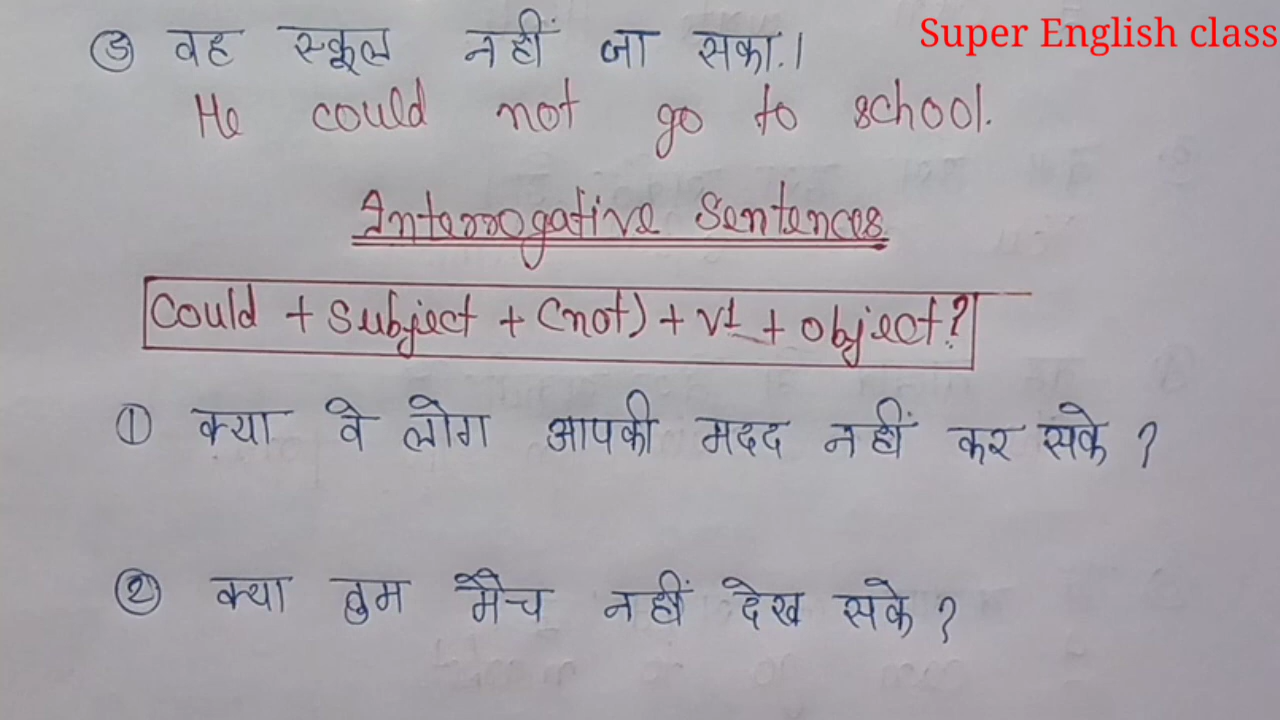 Super English class
③ वह स्कूल नहीं जा सका.।
He could not go to school.
Interrogative Sentences
Could + Subject + (not) + V1 + object?
① क्या वे लोग आपकी मदद नहीं कर सके ?
② क्या तुम मैच नहीं देख सके ?